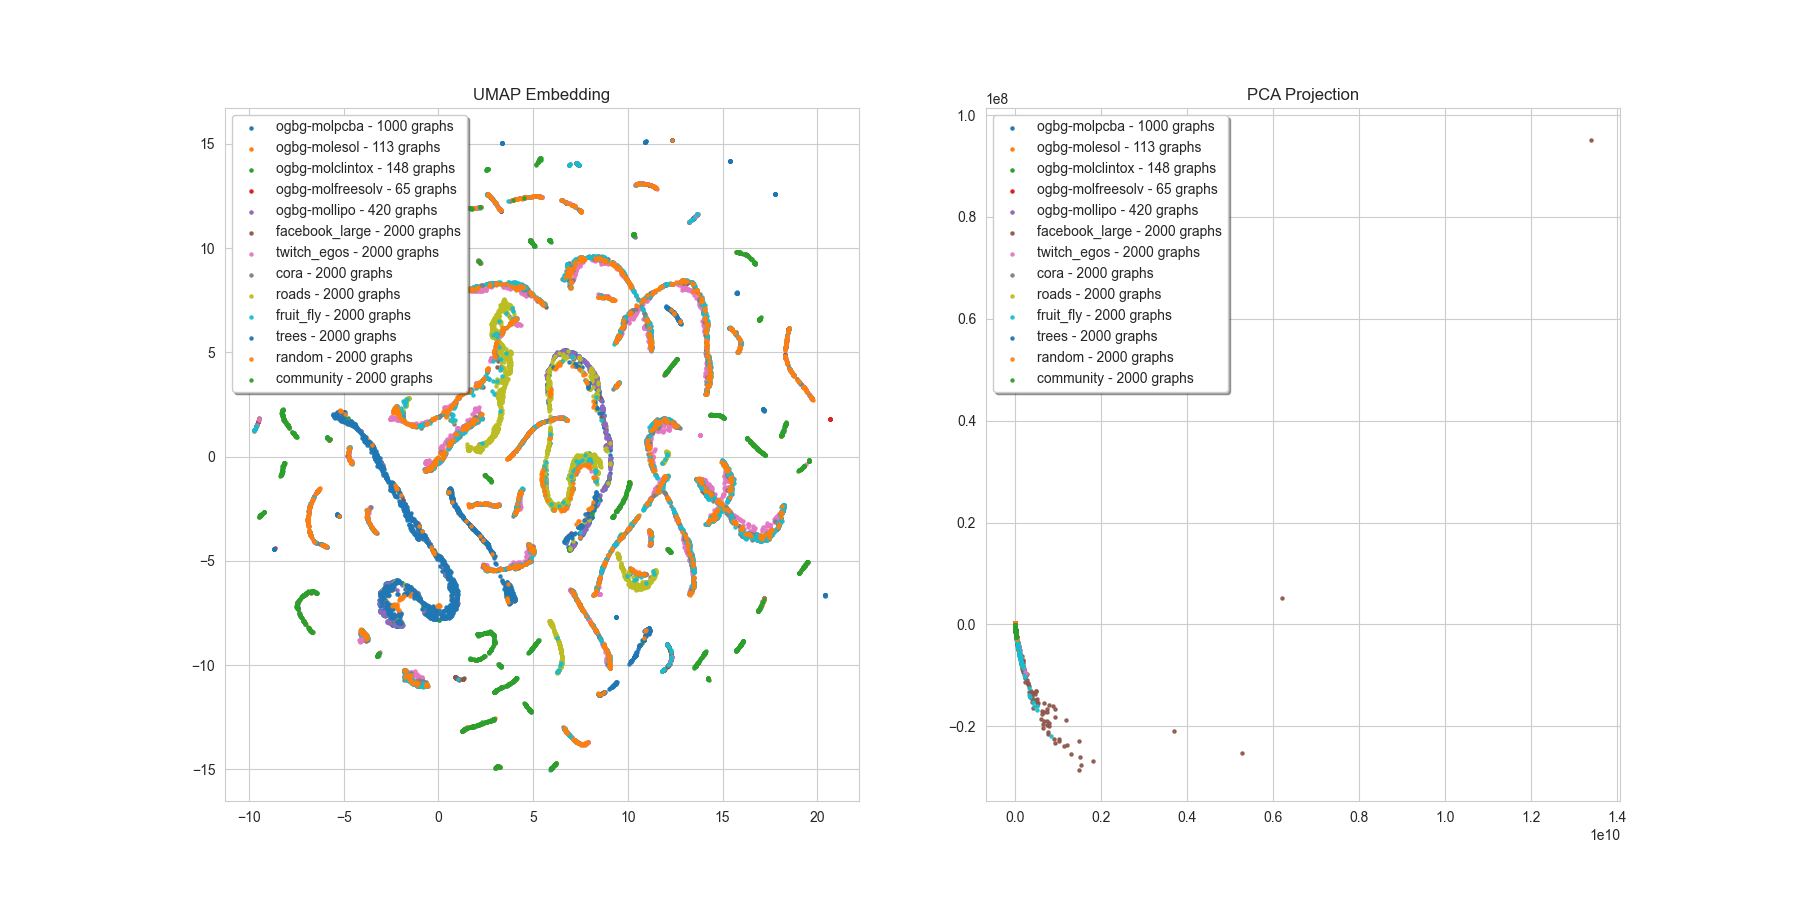 UMAP Embedding
ogbg-molpcba - 1000 graphs
ogbg-molesol - 113 graphs
ogbg-molclintox - 148 graphs
ogbg-molfreesolv - 65 graphs
ogbg-mollipo - 420 graphs
facebook_large - 2000 graphs
twitch_egos - 2000 graphs
cora - 2000 graphs
roads - 2000 graphs
fruit_fly - 2000 graphs
trees - 2000 graphs
random - 2000 graphs
community - 2000 graphs
15
10
5
0
−5
−10
−15
−10 −5 0 5 10 15 20
PCA Projection
1e8
ogbg-molpcba - 1000 graphs
ogbg-molesol - 113 graphs
ogbg-molclintox - 148 graphs
ogbg-molfreesolv - 65 graphs
ogbg-mollipo - 420 graphs
facebook_large - 2000 graphs
twitch_egos - 2000 graphs
cora - 2000 graphs
roads - 2000 graphs
fruit_fly - 2000 graphs
trees - 2000 graphs
random - 2000 graphs
community - 2000 graphs
1.0
0.8
0.6
0.4
0.2
0.0
−0.2
0.0 0.2 0.4 0.6 0.8 1.0 1.2 1.4
1e10